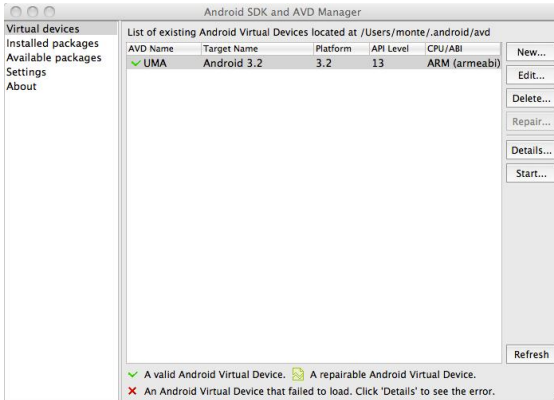 Android SDK and AVD Manager
Virtual devices
Installed packages
Available packages
Settings
About
List of existing Android Virtual Devices located at /Users/monte/.android/avd
AVD Name Target Name Platform API Level CPU/ABI
UMA Android 3.2 3.2 13 ARM (armeabi)
New...
Edit...
Delete...
Repair...
Details...
Start...
Refresh
A valid Android Virtual Device. A repairable Android Virtual Device.
An Android Virtual Device that failed to load. Click 'Details' to see the error.